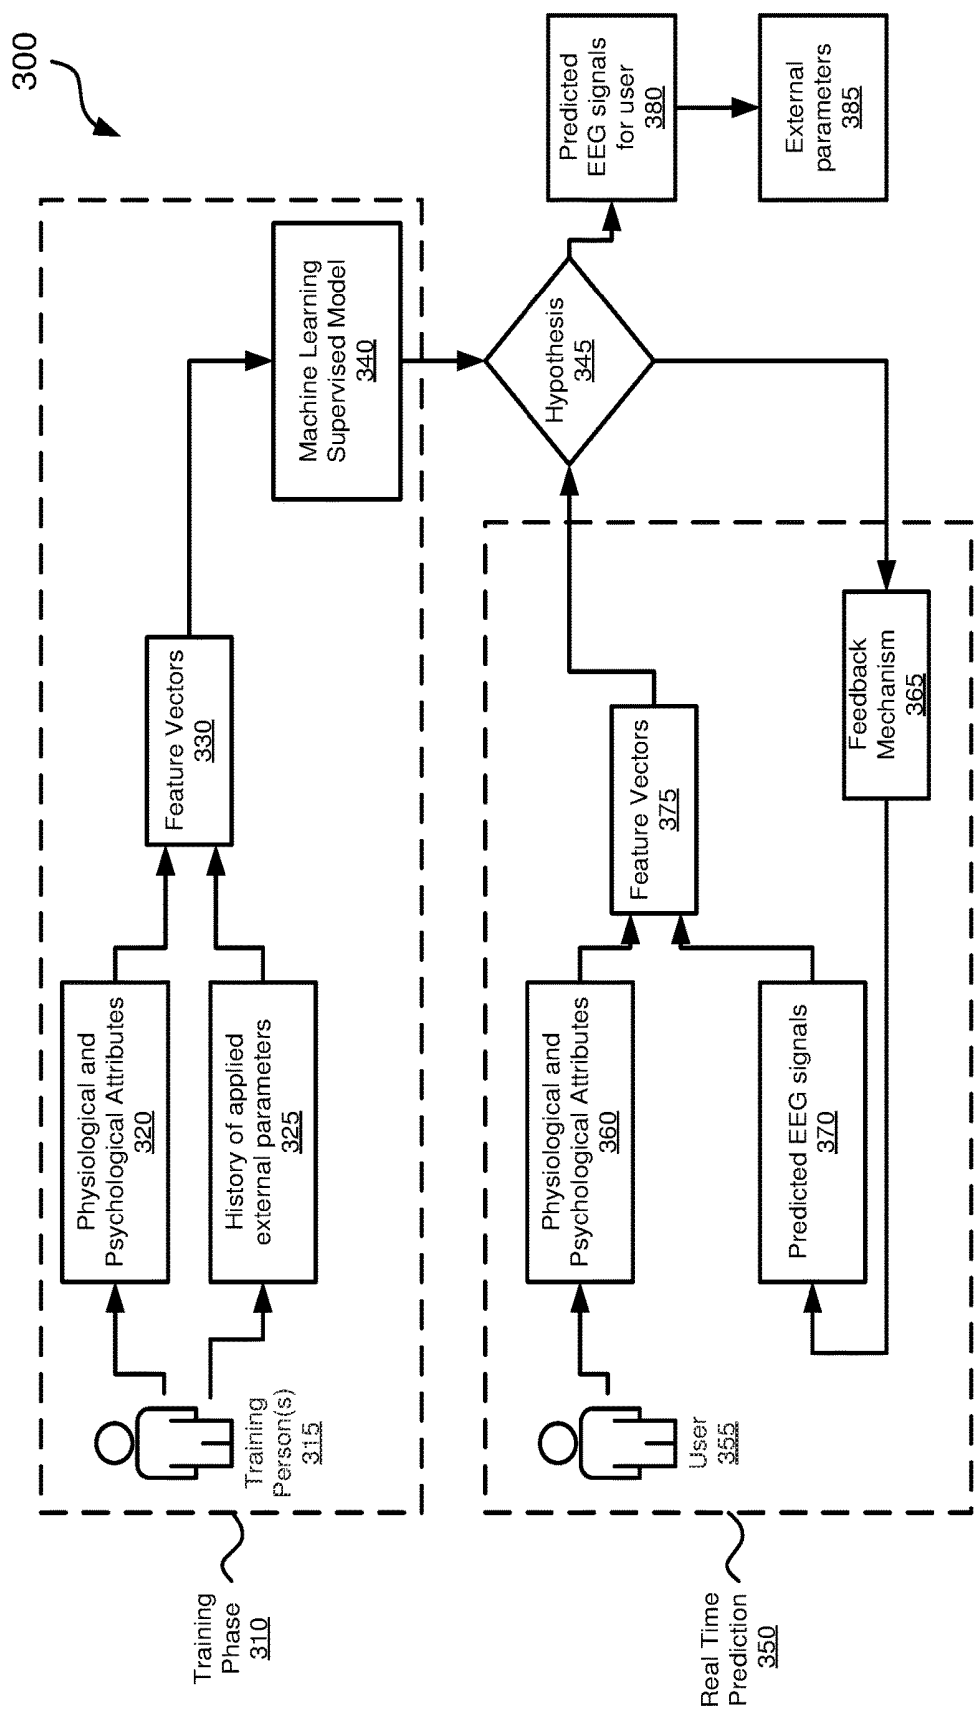 300
Training
Phase
310
Training
Person(s)
315
Physiological and
Psychological Attributes
320
History of applied
external parameters
325
Feature Vectors
330
Machine Learning
Supervised Model
340
Hypothesis
345
Predicted
EEG signals
for user
380
External
parameters
385
Real Time
Prediction
350
User
355
Physiological and
Psychological Attributes
360
Predicted EEG signals
370
Feature Vectors
375
Feedback
Mechanism
365